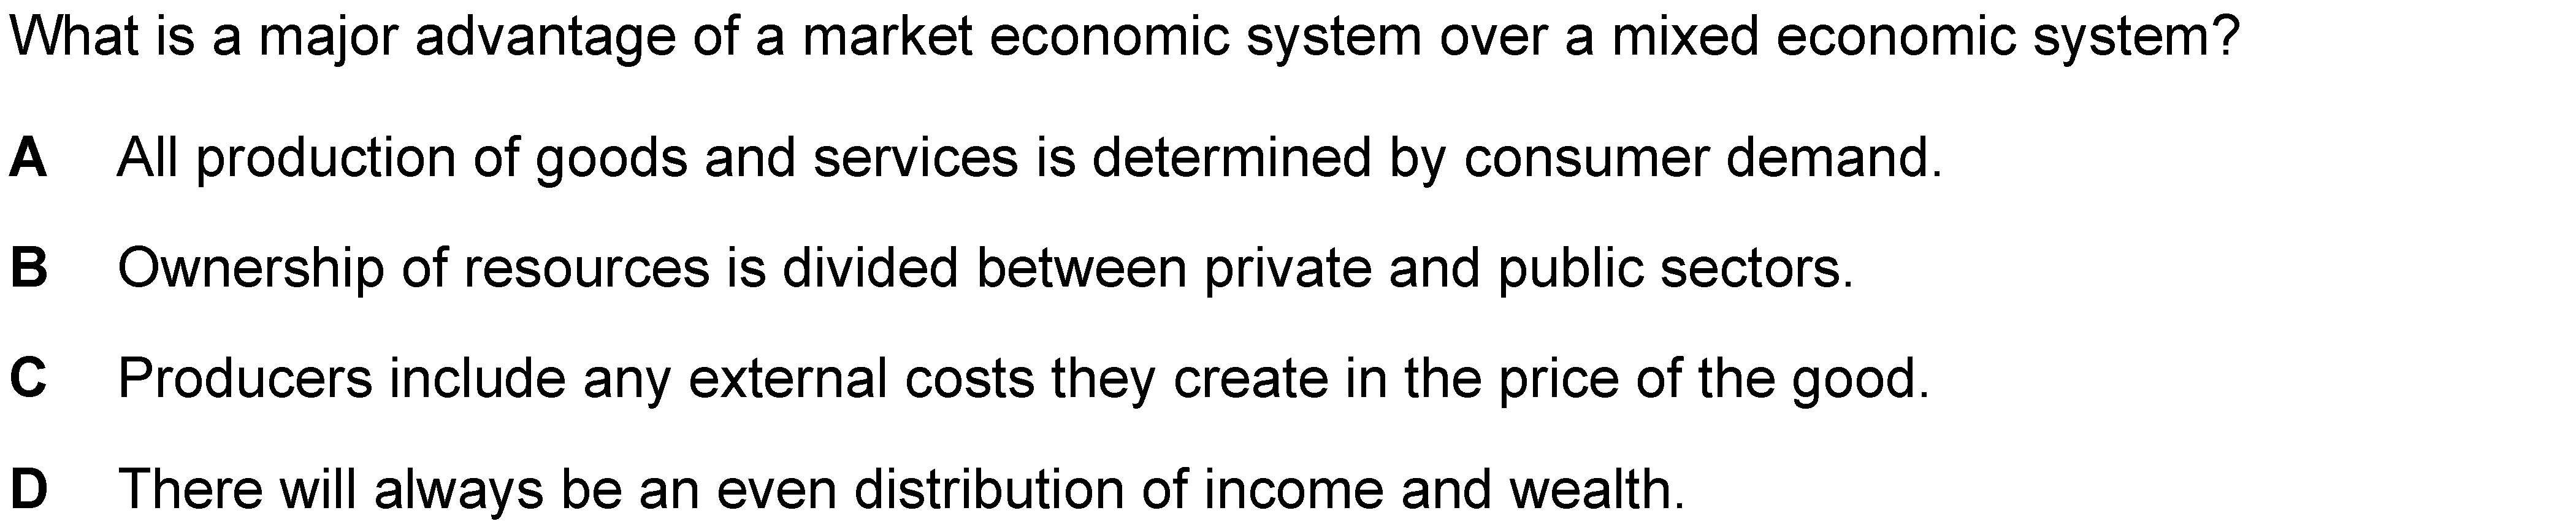 What is a major advantage of a market economic system over a mixed economic system?
A All production of goods and services is determined by consumer demand.
B Ownership of resources is divided between private and public sectors.
C Producers include any external costs they create in the price of the good.
D There will always be an even distribution of income and wealth.